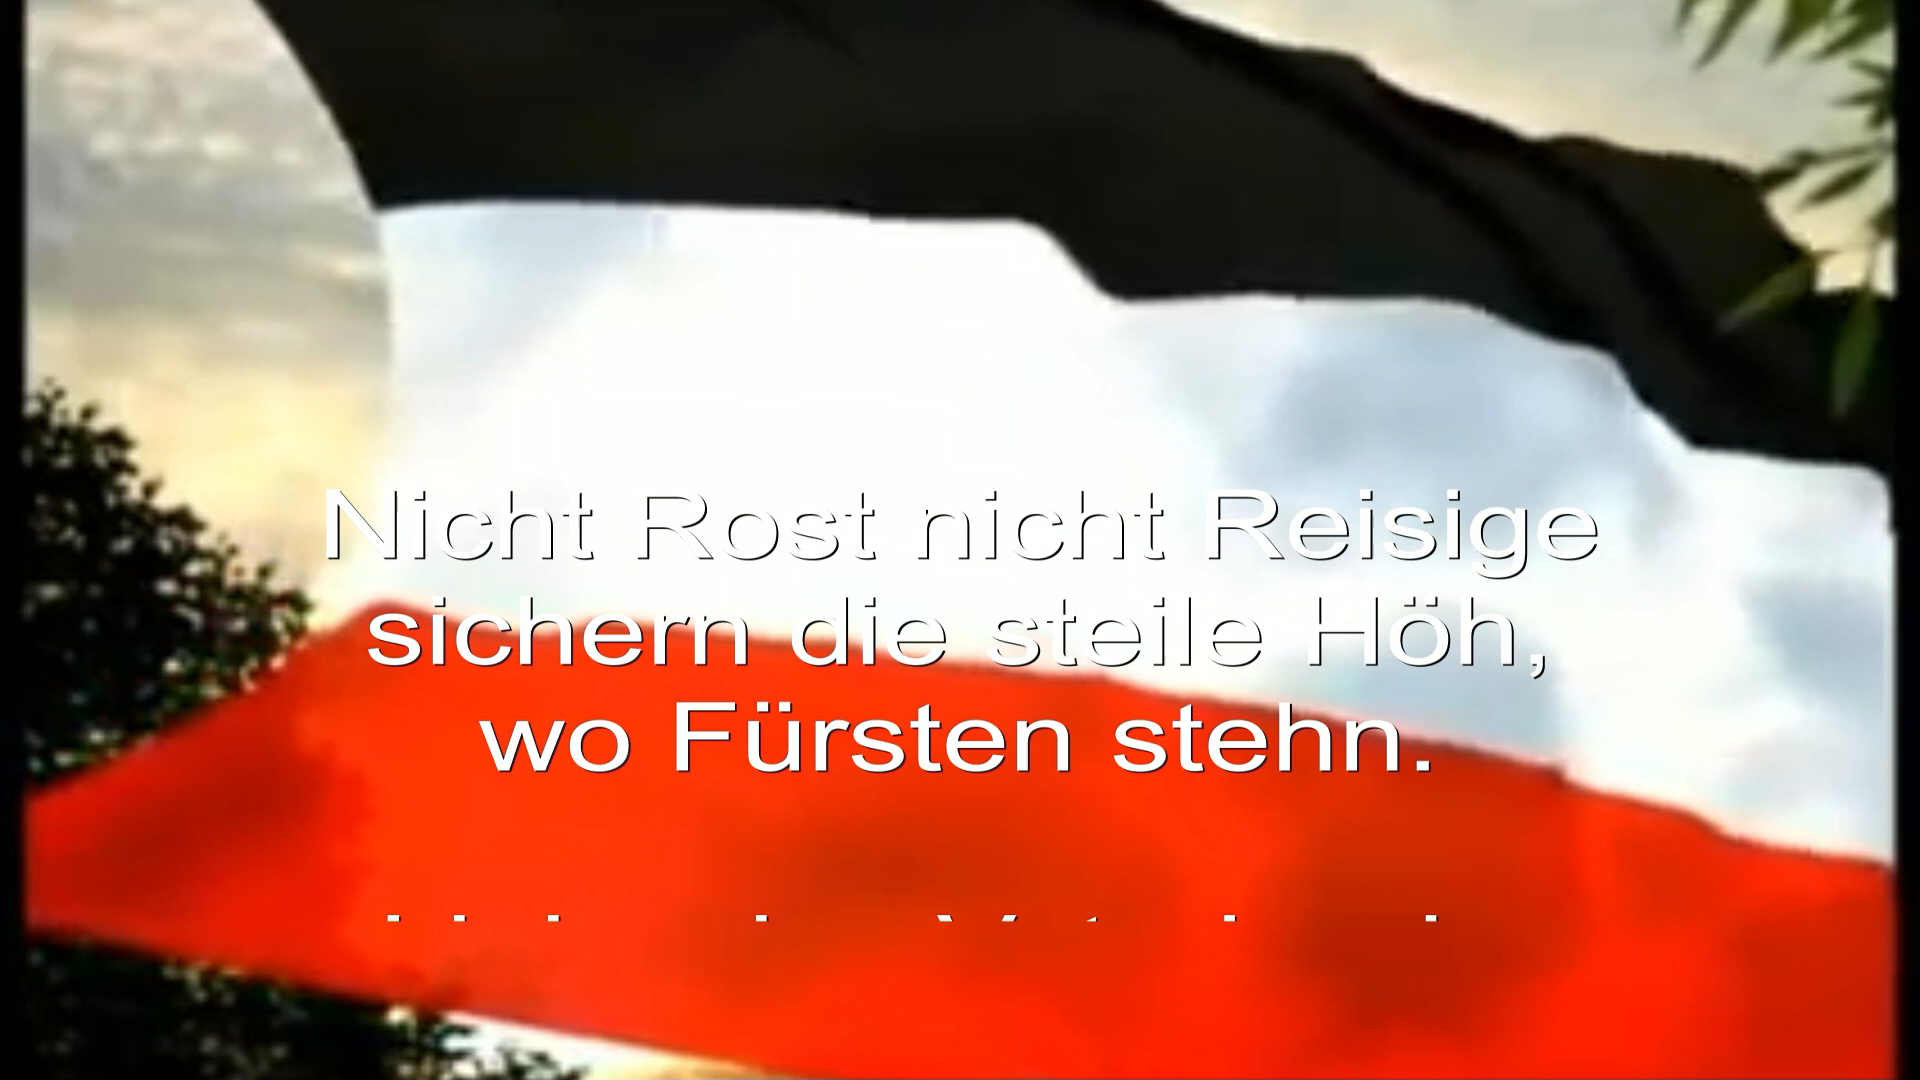 Nicht Rost nicht Reisige
sichern die steile Höh,
wo Fürsten stehn.